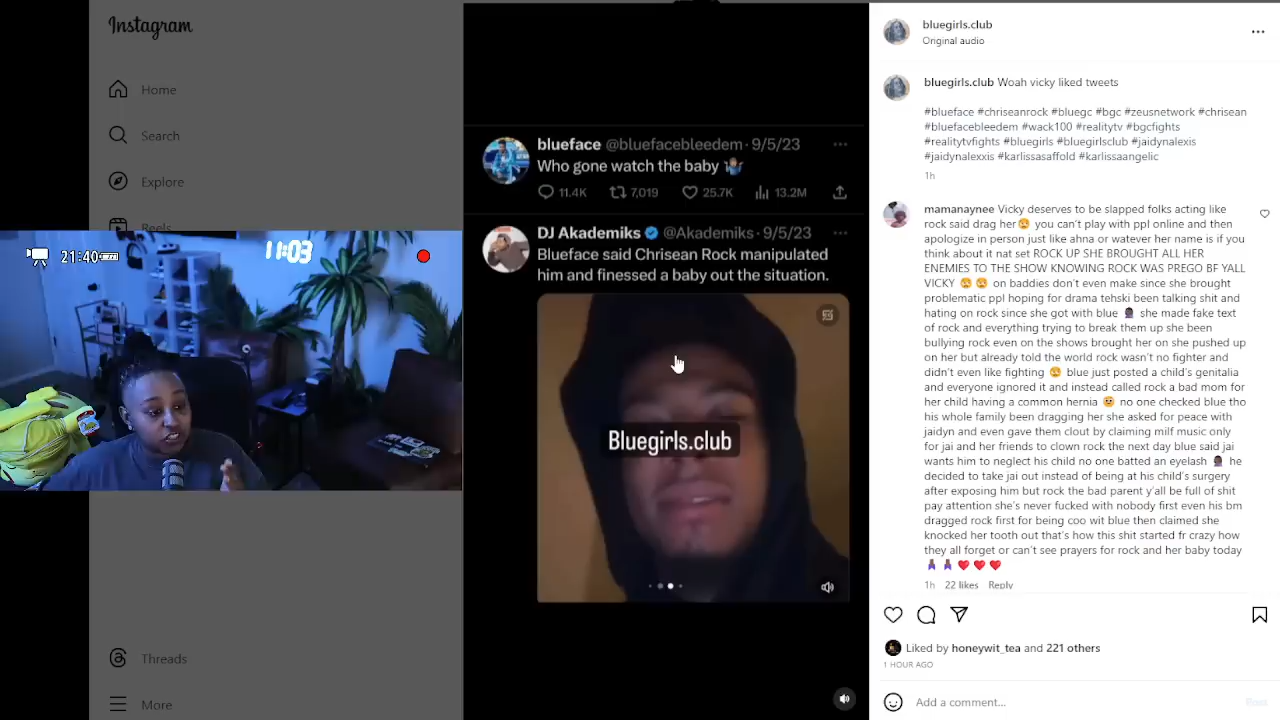 Instagram
Home
Search
Explore
Reels
Threads
More
21:40
11:03
blueface @bluefacebleedem · 9/5/23
Who gone watch the baby 🤷🏽‍♂️
11.4K 7,019 25.7K 13.2M
DJ Akademiks @Akademiks · 9/5/23
Blueface said Chrisean Rock manipulated
him and finessed a baby out the situation.
Bluegirls.club
bluegirls.club
Original audio
bluegirls.club Woah vicky liked tweets
#blueface #chriseanrock #bluegc #bgc #zeusnetwork #chrisean
#bluefacebleedem #wack100 #realitytv #bgcfights
#realitytvfights #bluegirls #bluegirlsclub #jaidynalexis
#jaidynalexxis #karlissasaffold #karlissaangelic
1h
mamanaynee Vicky deserves to be slapped folks acting like
rock said drag her you can't play with ppl online and then
apologize in person just like ahna or watever her name is if you
think about it nat set ROCK UP SHE BROUGHT ALL HER
ENEMIES TO THE SHOW KNOWING ROCK WAS PREGO BF YALL
VICKY on baddies don't even make since she brought
problematic ppl hoping for drama tehski been talking shit and
hating on rock since she got with blue she made fake text
of rock and everything trying to break them up she been
bullying rock even on the shows brought her on she pushed up
on her but already told the world rock wasn't no fighter and
didn't even like fighting blue just posted a child's genitalia
and everyone ignored it and instead called rock a bad mom for
her child having a common hernia no one checked blue tho
his whole family been dragging her she asked for peace with
jaidyn and even gave them clout by claiming milf music only
for jai and her friends to clown rock the next day blue said jai
wants him to neglect his child no one batted an eyelash he
decided to take jai out instead of being at his child's surgery
after exposing him but rock the bad parent y'all be full of shit
pay attention she's never fucked with nobody first even his bm
dragged rock first for being coo wit blue then claimed she
knocked her tooth out that's how this shit started fr crazy how
they all forget or can't see prayers for rock and her baby today
❤️ ❤️ ❤️
1h 22 likes Reply
Liked by honeywit_tea and 221 others
1 HOUR AGO
Add a comment...
Post